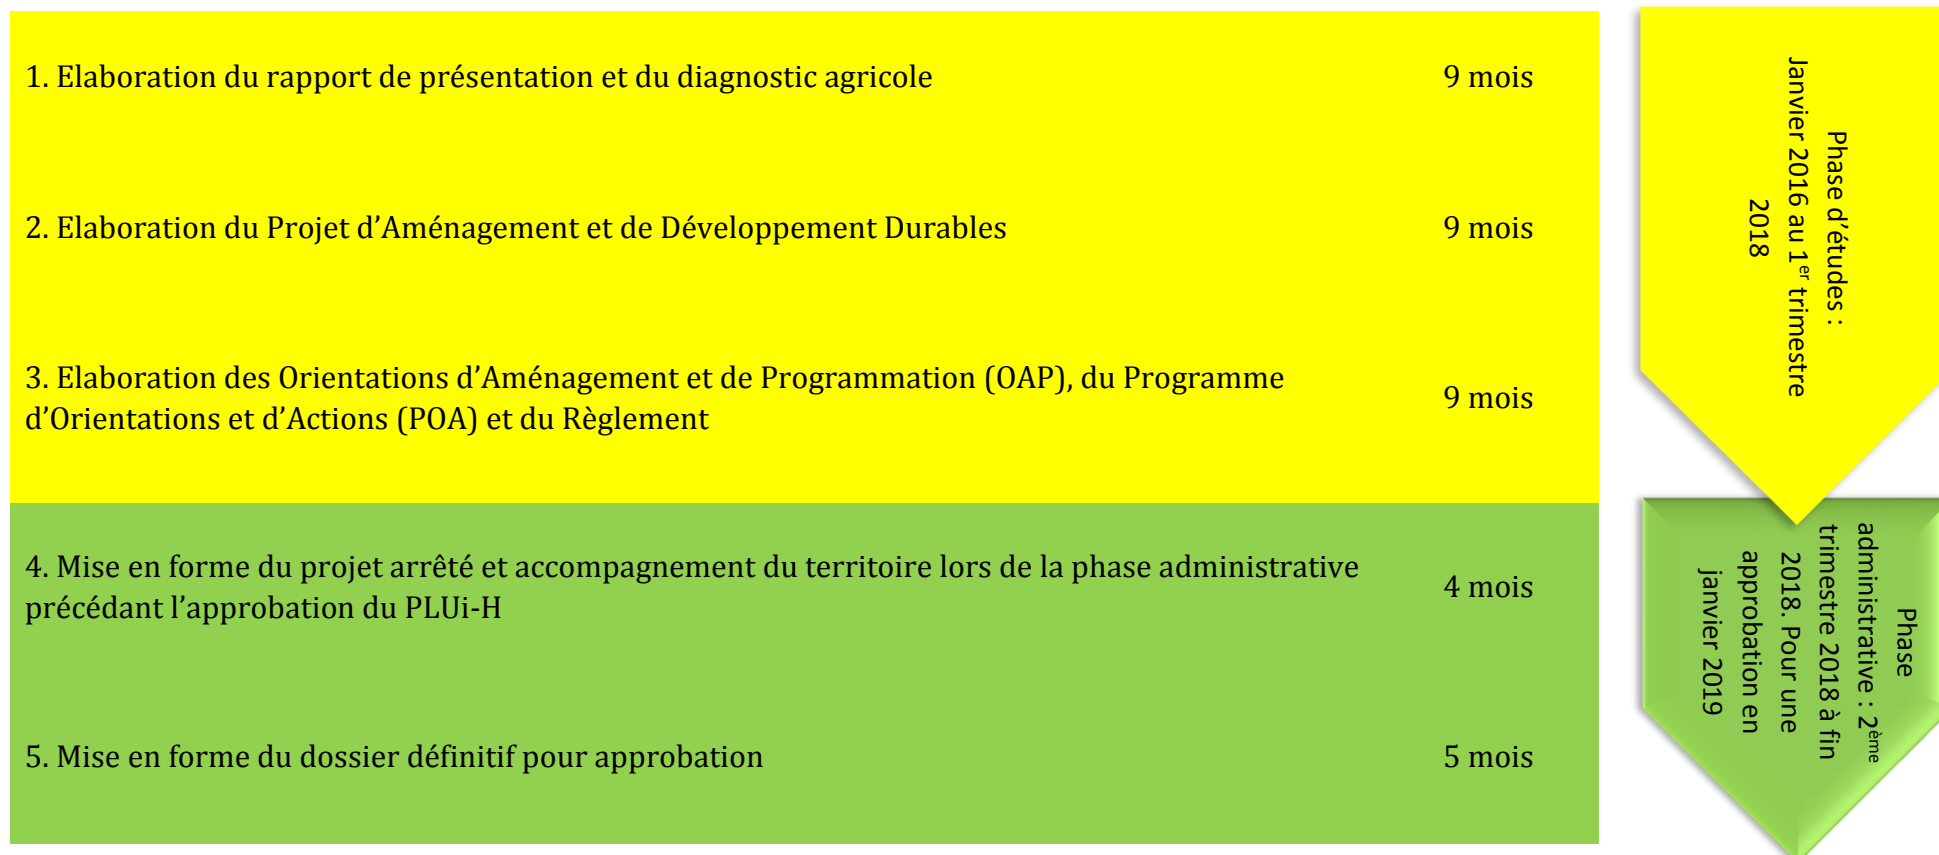 1. Elaboration du rapport de présentation et du diagnostic agricole 9 mois
2. Elaboration du Projet d’Aménagement et de Développement Durables 9 mois
3. Elaboration des Orientations d’Aménagement et de Programmation (OAP), du Programme
d’Orientations et d’Actions (POA) et du Règlement
9 mois
4. Mise en forme du projet arrêté et accompagnement du territoire lors de la phase administrative
précédant l’approbation du PLUi-H
4 mois
5. Mise en forme du dossier définitif pour approbation 5 mois
Phase d’études :
Janvier 2016 au 1er trimestre
2018
Phase
administrative : 2ème
trimestre 2018 à fin
2018. Pour une
approbation en
janvier 2019